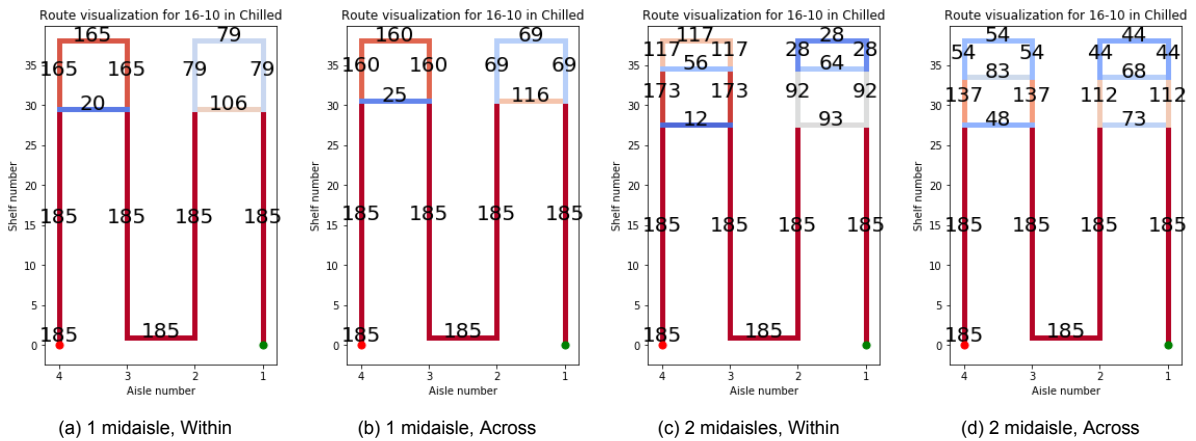 Route visualization for 16-10 in Chilled
165
79
165 165 79 79
20
106
185 185 185 185
185
185
Shelf number
0
5
10
15
20
25
30
35
4 3 2 1
Aisle number
(a) 1 midaisle, Within
Route visualization for 16-10 in Chilled
160
69
160 160 69 69
25
116
185 185 185 185
185
185
Shelf number
0
5
10
15
20
25
30
35
4 3 2 1
Aisle number
(b) 1 midaisle, Across
Route visualization for 16-10 in Chilled
117
28
117 117 28 28
56
64
173 173 92 92
12
93
185 185 185 185
185
185
Shelf number
0
5
10
15
20
25
30
35
4 3 2 1
Aisle number
(c) 2 midaisles, Within
Route visualization for 16-10 in Chilled
54
44
54 54 44 44
83
68
137 137 112 112
48
73
185 185 185 185
185
185
Shelf number
0
5
10
15
20
25
30
35
4 3 2 1
Aisle number
(d) 2 midaisle, Across